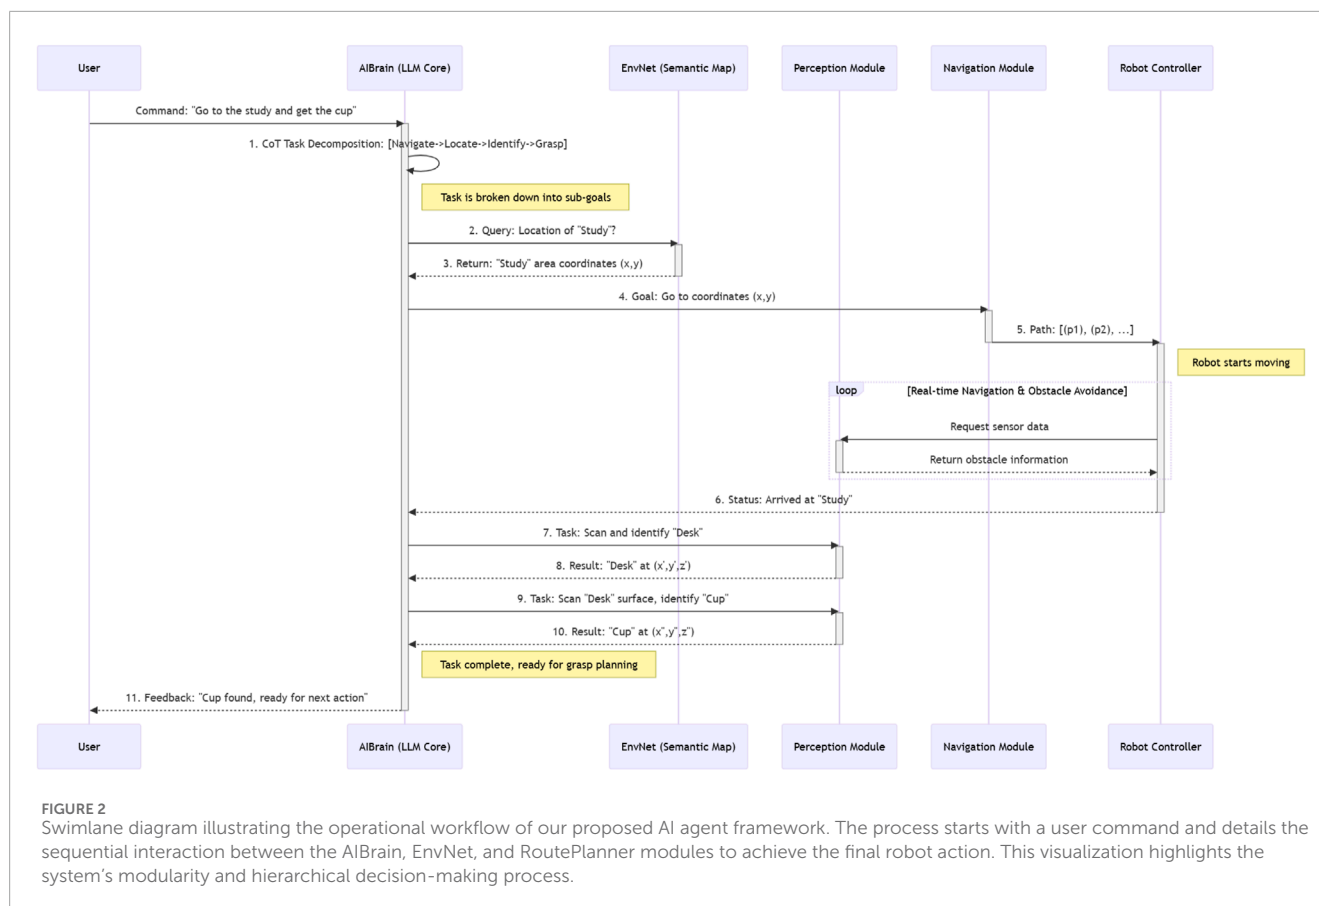 User
AIBrain (LLM Core)
EnvNet (Semantic Map)
Perception Module
Navigation Module
Robot Controller
Command: "Go to the study and get the cup"
1. CoT Task Decomposition: [Navigate->Locate->Identify->Grasp]
Task is broken down into sub-goals
2. Query: Location of "Study"?
3. Return: "Study" area coordinates (x,y)
4. Goal: Go to coordinates (x,y)
5. Path: [(p1), (p2), ...]
Robot starts moving
loop
[Real-time Navigation & Obstacle Avoidance]
Request sensor data
Return obstacle information
6. Status: Arrived at "Study"
7. Task: Scan and identify "Desk"
8. Result: "Desk" at (x',y',z')
9. Task: Scan "Desk" surface, identify "Cup"
10. Result: "Cup" at (x",y",z")
Task complete, ready for grasp planning
11. Feedback: "Cup found, ready for next action"
User
AIBrain (LLM Core)
EnvNet (Semantic Map)
Perception Module
Navigation Module
Robot Controller
FIGURE 2
Swimlane diagram illustrating the operational workflow of our proposed AI agent framework. The process starts with a user command and details the
sequential interaction between the AIBrain, EnvNet, and RoutePlanner modules to achieve the final robot action. This visualization highlights the
system's modularity and hierarchical decision-making process.